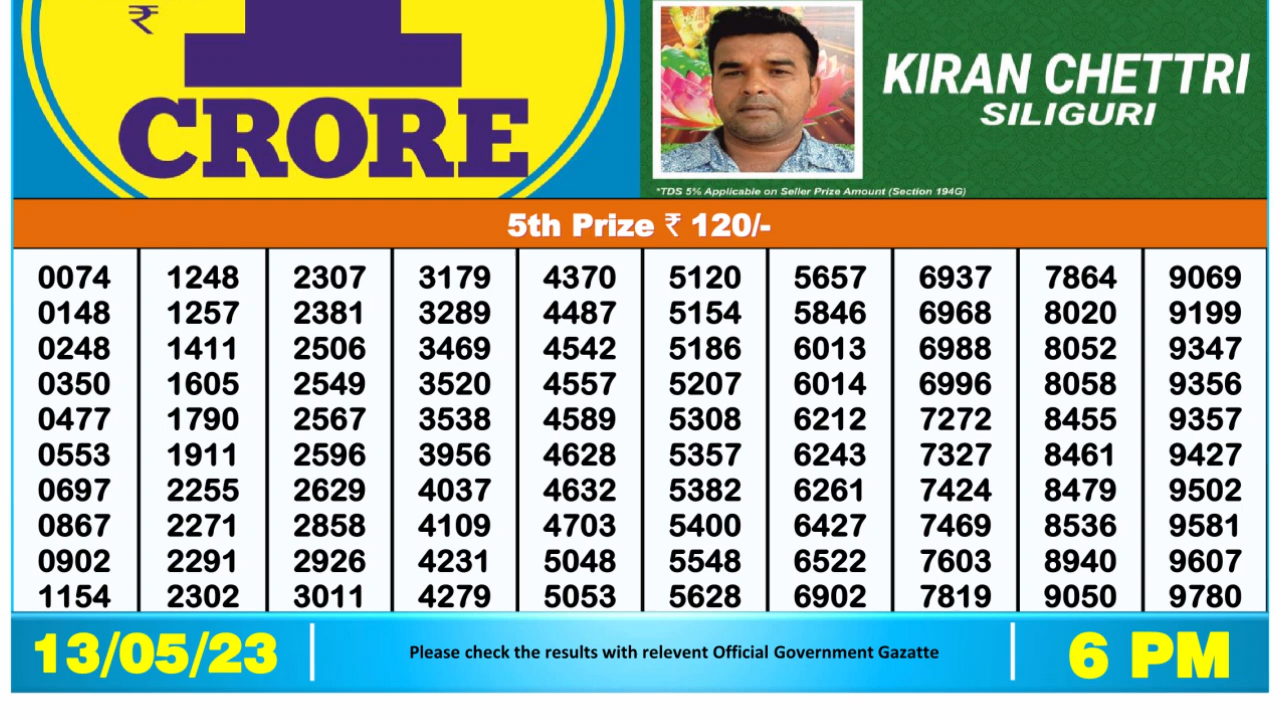 ₹
CRORE
KIRAN CHETTRI
SILIGURI
*TDS 5% Applicable on Seller Prize Amount (Section 194G)
5th Prize ₹ 120/-
0074 1248 2307 3179 4370 5120 5657 6937 7864 9069
0148 1257 2381 3289 4487 5154 5846 6968 8020 9199
0248 1411 2506 3469 4542 5186 6013 6988 8052 9347
0350 1605 2549 3520 4557 5207 6014 6996 8058 9356
0477 1790 2567 3538 4589 5308 6212 7272 8455 9357
0553 1911 2596 3956 4628 5357 6243 7327 8461 9427
0697 2255 2629 4037 4632 5382 6261 7424 8479 9502
0867 2271 2858 4109 4703 5400 6427 7469 8536 9581
0902 2291 2926 4231 5048 5548 6522 7603 8940 9607
1154 2302 3011 4279 5053 5628 6902 7819 9050 9780
13/05/23 Please check the results with relevent Official Government Gazatte 6 PM